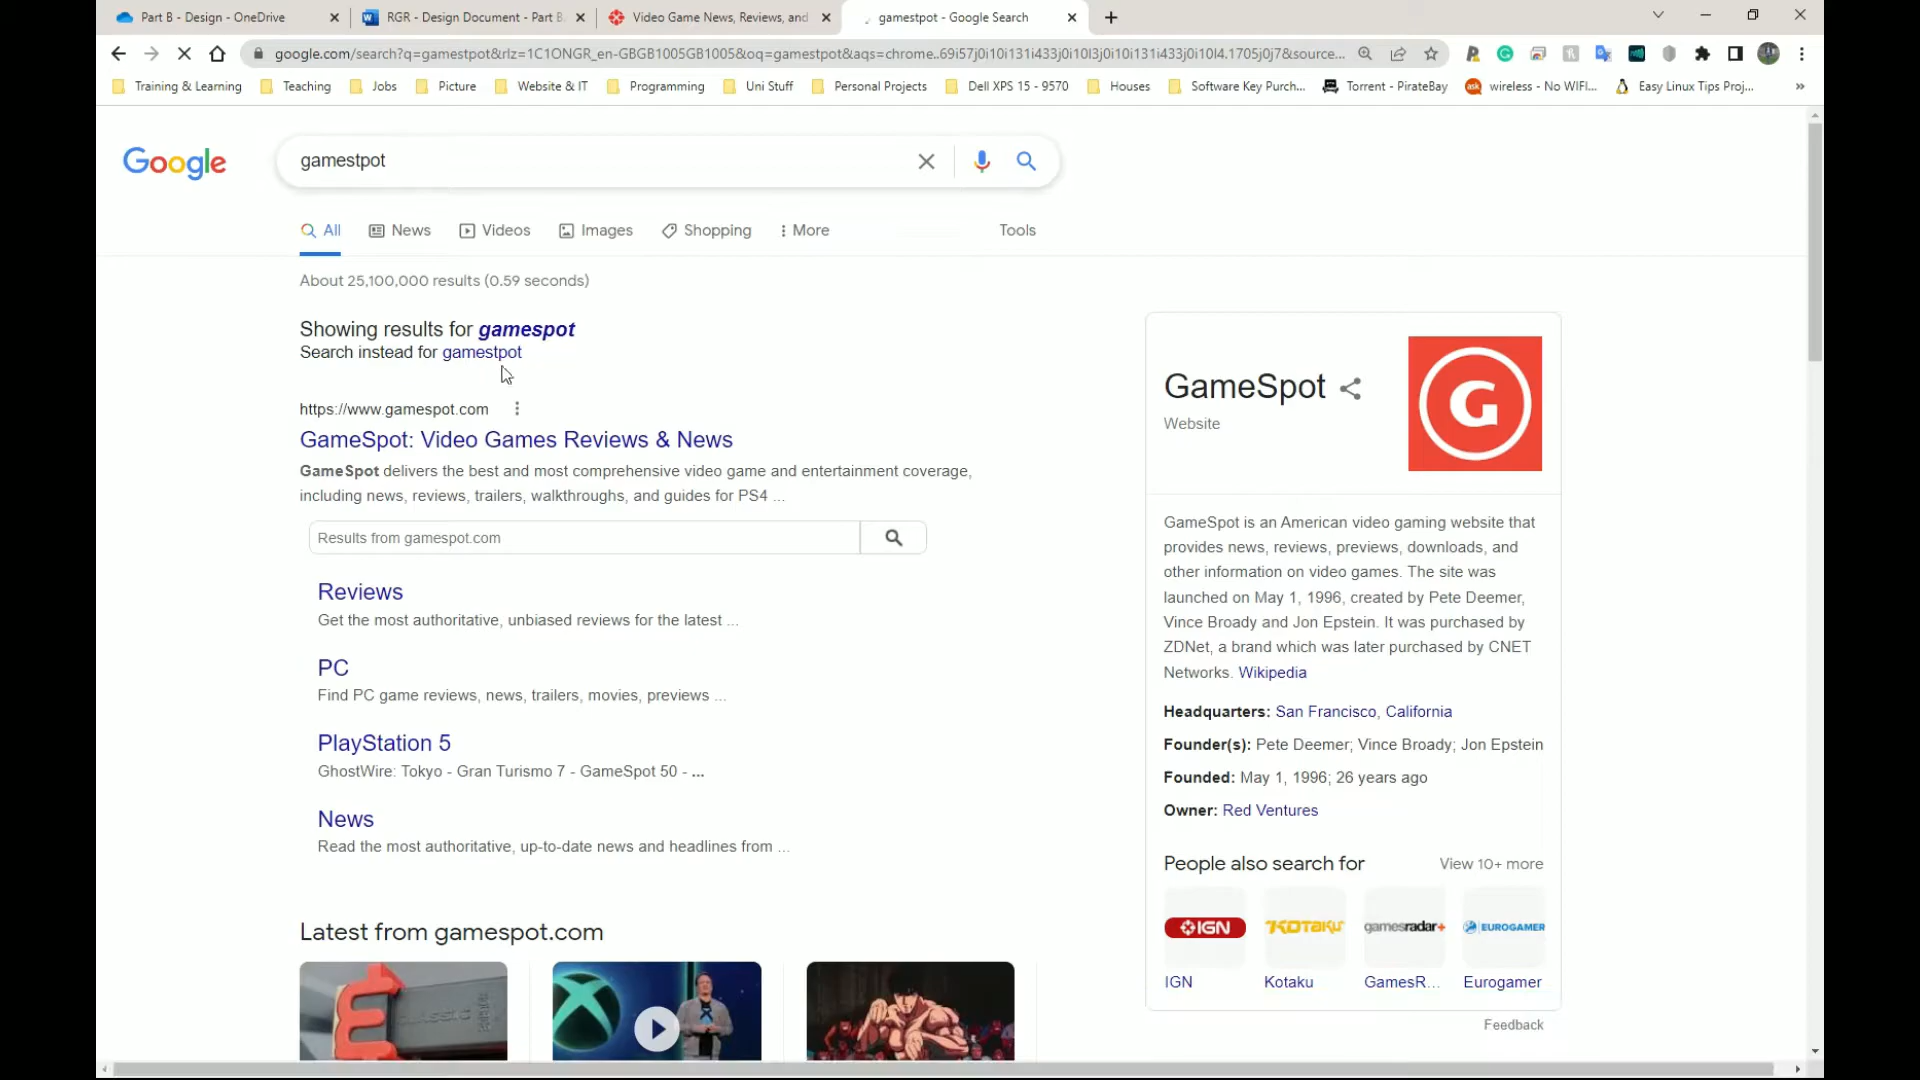 Part B - Design - OneDrive
RGR - Design Document - Part B.
Video Game News, Reviews, and
gamestpot - Google Search
google.com/search?q=gamestpot&rlz=1C1ONGR_en-GBGB1005GB1005&oq=gamestpot&aqs=chrome..69i57j0i10i131i433j0i10l3j0i10i131i433j0i10l4.1705j0j7&source...
Training & Learning
Teaching
Jobs
Picture
Website & IT
Programming
Uni Stuff
Personal Projects
Dell XPS 15 - 9570
Houses
Software Key Purch...
Torrent - PirateBay
ask
wireless - No WIFI...
Easy Linux Tips Proj...
»
Google
gamestpot
All
News
Videos
Images
Shopping
More
Tools
About 25,100,000 results (0.59 seconds)
Showing results for gamespot
Search instead for gamestpot
https://www.gamespot.com
GameSpot: Video Games Reviews & News
GameSpot delivers the best and most comprehensive video game and entertainment coverage,
including news, reviews, trailers, walkthroughs, and guides for PS4 ...
Results from gamespot.com
Reviews
Get the most authoritative, unbiased reviews for the latest ...
PC
Find PC game reviews, news, trailers, movies, previews ...
PlayStation 5
GhostWire: Tokyo - Gran Turismo 7 - GameSpot 50 - ...
News
Read the most authoritative, up-to-date news and headlines from ...
Latest from gamespot.com
GameSpot
Website
G
GameSpot is an American video gaming website that
provides news, reviews, previews, downloads, and
other information on video games. The site was
launched on May 1, 1996, created by Pete Deemer,
Vince Broady and Jon Epstein. It was purchased by
ZDNet, a brand which was later purchased by CNET
Networks. Wikipedia
Headquarters: San Francisco, California
Founder(s): Pete Deemer; Vince Broady; Jon Epstein
Founded: May 1, 1996; 26 years ago
Owner: Red Ventures
People also search for
View 10+ more
IGN
KOTAKU
gamesradar+
EUROGAMER
IGN
Kotaku
GamesR...
Eurogamer
Feedback